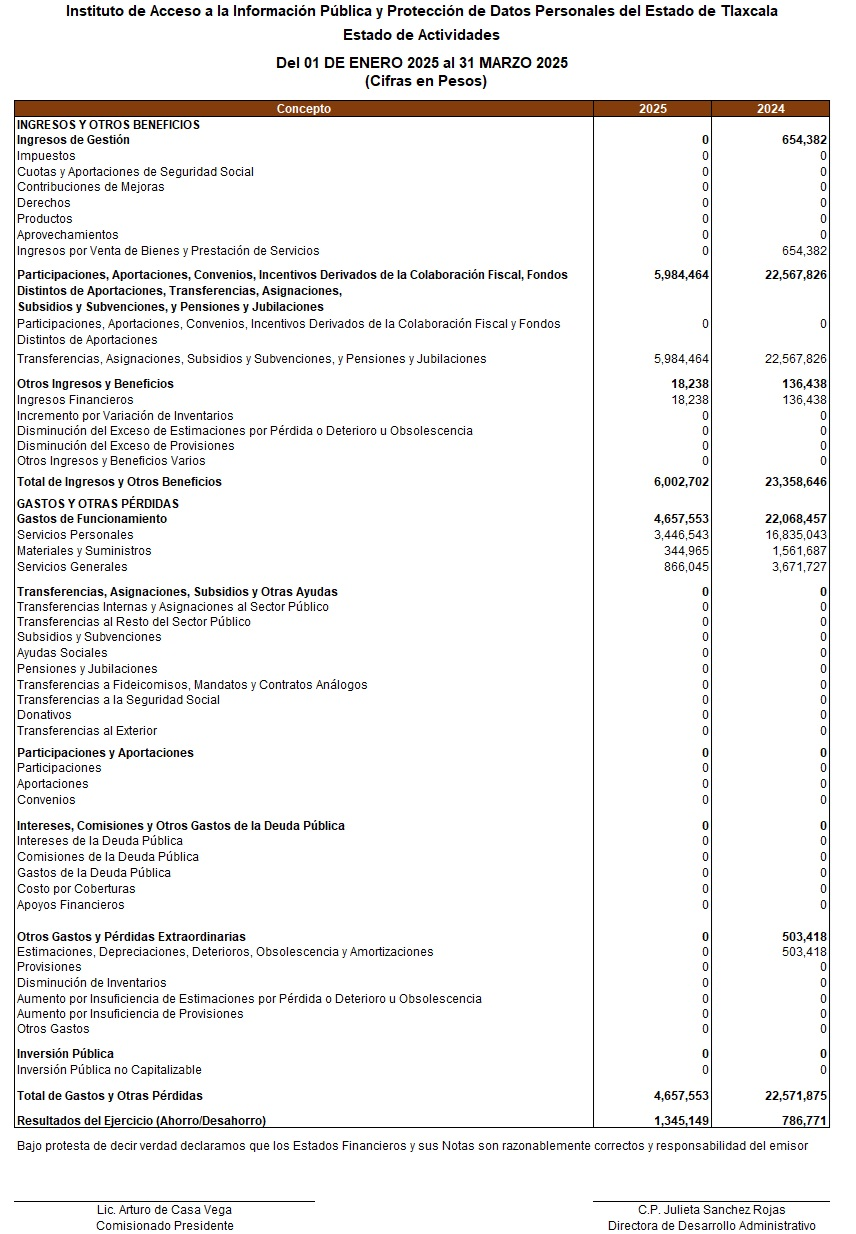 Instituto de Acceso a la Información Pública y Protección de Datos Personales del Estado de Tlaxcala
Estado de Actividades
Del 01 DE ENERO 2025 al 31 MARZO 2025
(Cifras en Pesos)
Concepto 2025 2024
INGRESOS Y OTROS BENEFICIOS
Ingresos de Gestión 0 654,382
Impuestos 0 0
Cuotas y Aportaciones de Seguridad Social 0 0
Contribuciones de Mejoras 0 0
Derechos 0 0
Productos 0 0
Aprovechamientos 0 0
Ingresos por Venta de Bienes y Prestación de Servicios 0 654,382
Participaciones, Aportaciones, Convenios, Incentivos Derivados de la Colaboración Fiscal, Fondos 5,984,464 22,567,826
Distintos de Aportaciones, Transferencias, Asignaciones,
Subsidios y Subvenciones, y Pensiones y Jubilaciones
Participaciones, Aportaciones, Convenios, Incentivos Derivados de la Colaboración Fiscal y Fondos 0 0
Distintos de Aportaciones
Transferencias, Asignaciones, Subsidios y Subvenciones, y Pensiones y Jubilaciones 5,984,464 22,567,826
Otros Ingresos y Beneficios 18,238 136,438
Ingresos Financieros 18,238 136,438
Incremento por Variación de Inventarios 0 0
Disminución del Exceso de Estimaciones por Pérdida o Deterioro u Obsolescencia 0 0
Disminución del Exceso de Provisiones 0 0
Otros Ingresos y Beneficios Varios 0 0
Total de Ingresos y Otros Beneficios 6,002,702 23,358,646
GASTOS Y OTRAS PÉRDIDAS
Gastos de Funcionamiento 4,657,553 22,068,457
Servicios Personales 3,446,543 16,835,043
Materiales y Suministros 344,965 1,561,687
Servicios Generales 866,045 3,671,727
Transferencias, Asignaciones, Subsidios y Otras Ayudas 0 0
Transferencias Internas y Asignaciones al Sector Público 0 0
Transferencias al Resto del Sector Público 0 0
Subsidios y Subvenciones 0 0
Ayudas Sociales 0 0
Pensiones y Jubilaciones 0 0
Transferencias a Fideicomisos, Mandatos y Contratos Análogos 0 0
Transferencias a la Seguridad Social 0 0
Donativos 0 0
Transferencias al Exterior 0 0
Participaciones y Aportaciones 0 0
Participaciones 0 0
Aportaciones 0 0
Convenios 0 0
Intereses, Comisiones y Otros Gastos de la Deuda Pública 0 0
Intereses de la Deuda Pública 0 0
Comisiones de la Deuda Pública 0 0
Gastos de la Deuda Pública 0 0
Costo por Coberturas 0 0
Apoyos Financieros 0 0
Otros Gastos y Pérdidas Extraordinarias 0 503,418
Estimaciones, Depreciaciones, Deterioros, Obsolescencia y Amortizaciones 0 503,418
Provisiones 0 0
Disminución de Inventarios 0 0
Aumento por Insuficiencia de Estimaciones por Pérdida o Deterioro u Obsolescencia 0 0
Aumento por Insuficiencia de Provisiones 0 0
Otros Gastos 0 0
Inversión Pública 0 0
Inversión Pública no Capitalizable 0 0
Total de Gastos y Otras Pérdidas 4,657,553 22,571,875
Resultados del Ejercicio (Ahorro/Desahorro) 1,345,149 786,771
Bajo protesta de decir verdad declaramos que los Estados Financieros y sus Notas son razonablemente correctos y responsabilidad del emisor
Lic. Arturo de Casa Vega C.P. Julieta Sanchez Rojas
Comisionado Presidente Directora de Desarrollo Administrativo